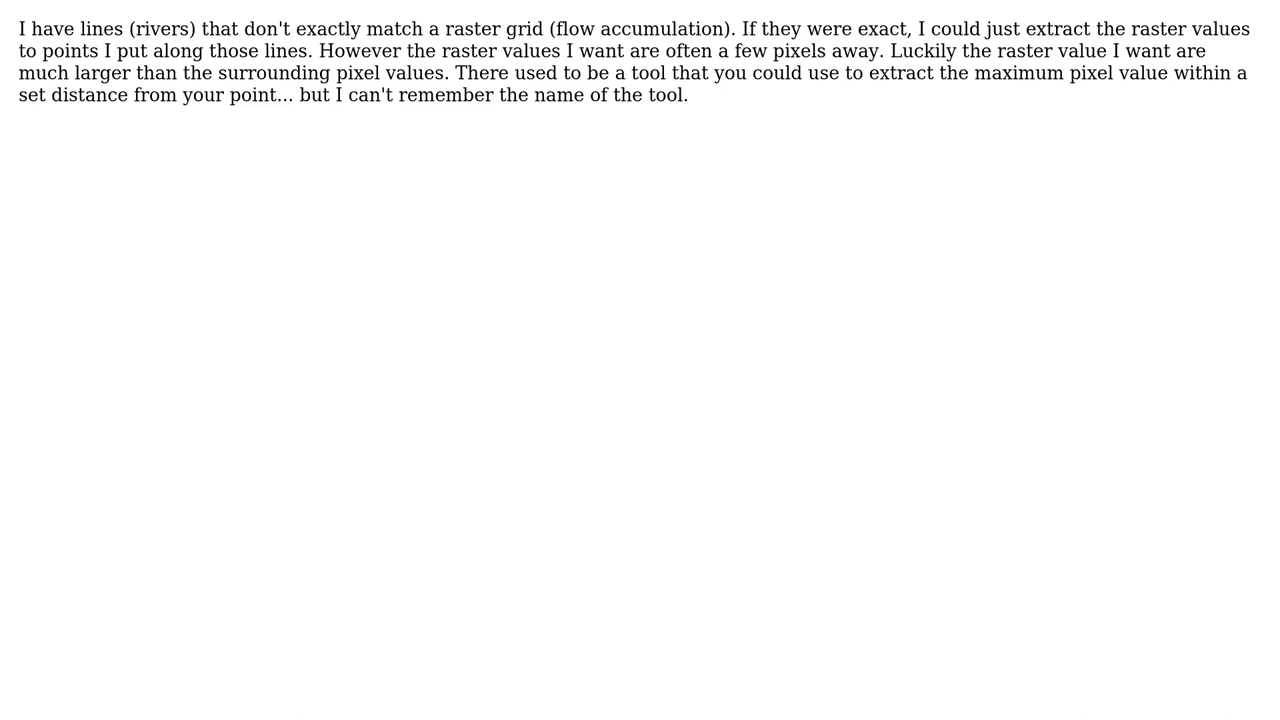 I have lines (rivers) that don't exactly match a raster grid (flow accumulation). If they were exact, I could just extract the raster values
to points I put along those lines. However the raster values I want are often a few pixels away. Luckily the raster value I want are
much larger than the surrounding pixel values. There used to be a tool that you could use to extract the maximum pixel value within a
set distance from your point... but I can't remember the name of the tool.